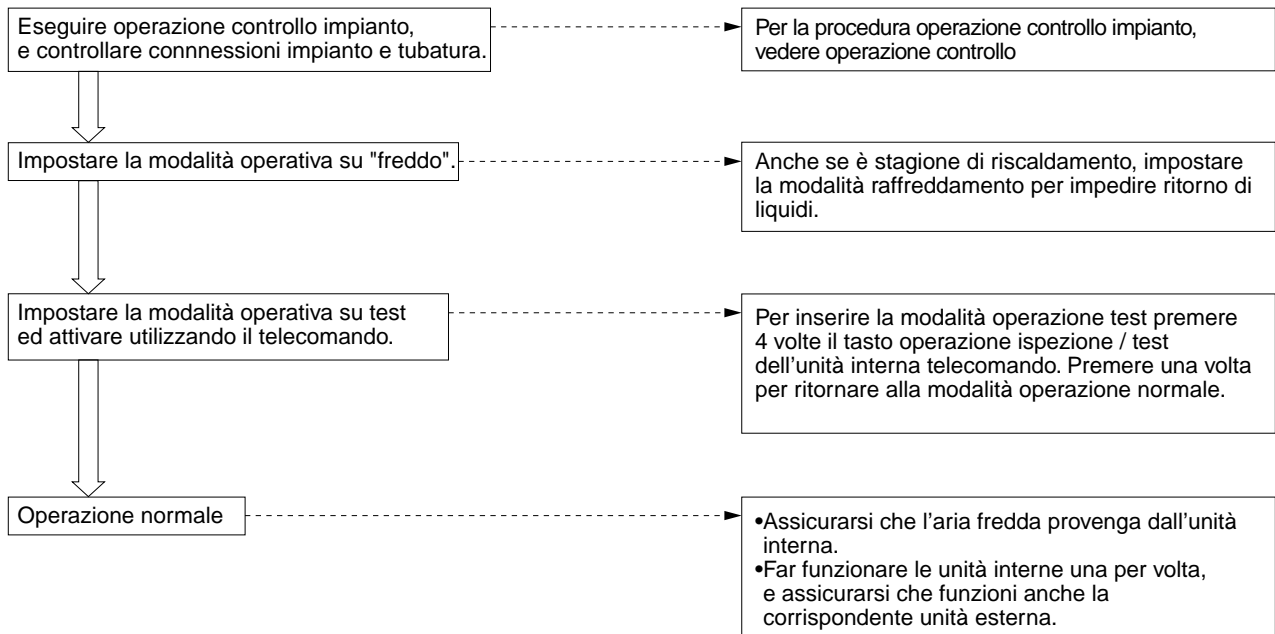 Eseguire operazione controllo impianto,
e controllare connnessioni impianto e tubatura.
Per la procedura operazione controllo impianto,
vedere operazione controllo
Impostare la modalità operativa su "freddo".
Anche se è stagione di riscaldamento, impostare
la modalità raffreddamento per impedire ritorno di
liquidi.
Impostare la modalità operativa su test
ed attivare utilizzando il telecomando.
Per inserire la modalità operazione test premere
4 volte il tasto operazione ispezione / test
dell’unità interna telecomando. Premere una volta
per ritornare alla modalità operazione normale.
Operazione normale
•Assicurarsi che l’aria fredda provenga dall’unità
interna.
•Far funzionare le unità interne una per volta,
e assicurarsi che funzioni anche la
corrispondente unità esterna.